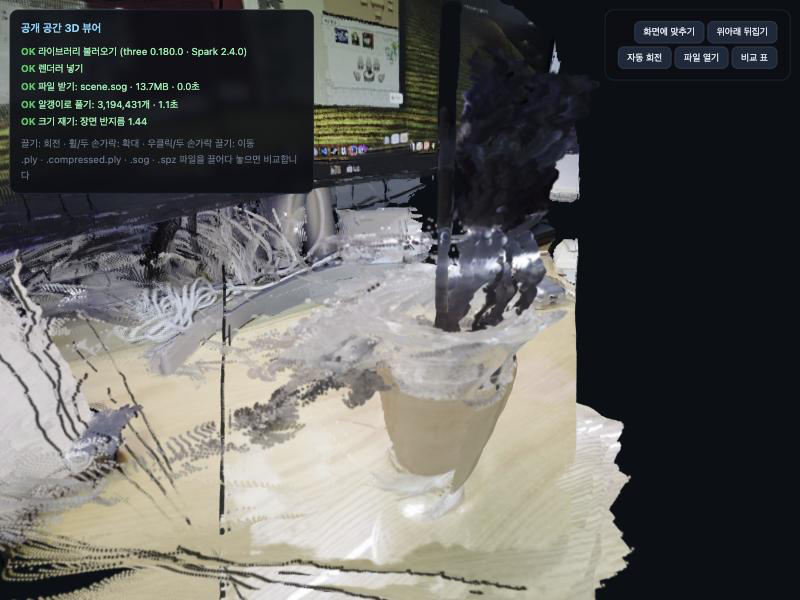 공개 공간 3D 뷰어
OK 라이브러리 불러오기 (three 0.180.0 · Spark 2.4.0)
OK 렌더러 넣기
OK 파일 받기: scene.sog · 13.7MB · 0.0초
OK 알갱이로 풀기: 3,194,431개 · 1.1초
OK 크기 재기: 장면 반지름 1.44
끌기: 회전 · 휠/두 손가락: 확대 · 우클릭/두 손가락 끌기: 이동
.ply · .compressed.ply · .sog · .spz 파일을 끌어다 놓으면 비교합니
다
화면에 맞추기
위아래 뒤집기
자동 회전
파일 열기
비교 표